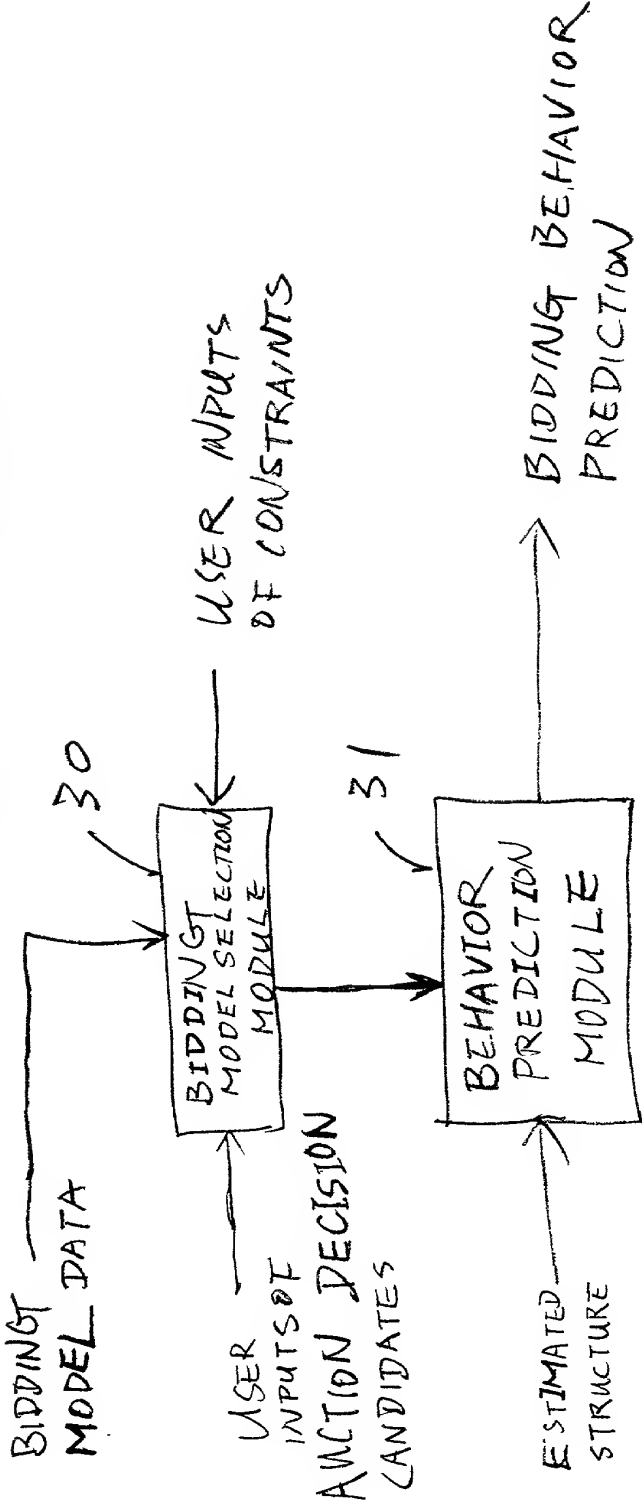 BIDDING
MODEL DATA
30
BIDDING
MODEL SELECTION
MODULE
USER INPUTS
OF CONSTRAINTS
USER
INPUTS OF
AUCTION DECISION
CANDIDATES
31
BEHAVIOR
PREDICTION
MODULE
ESTIMATED
STRUCTURE
BIDDING BEHAVIOR
PREDICTION